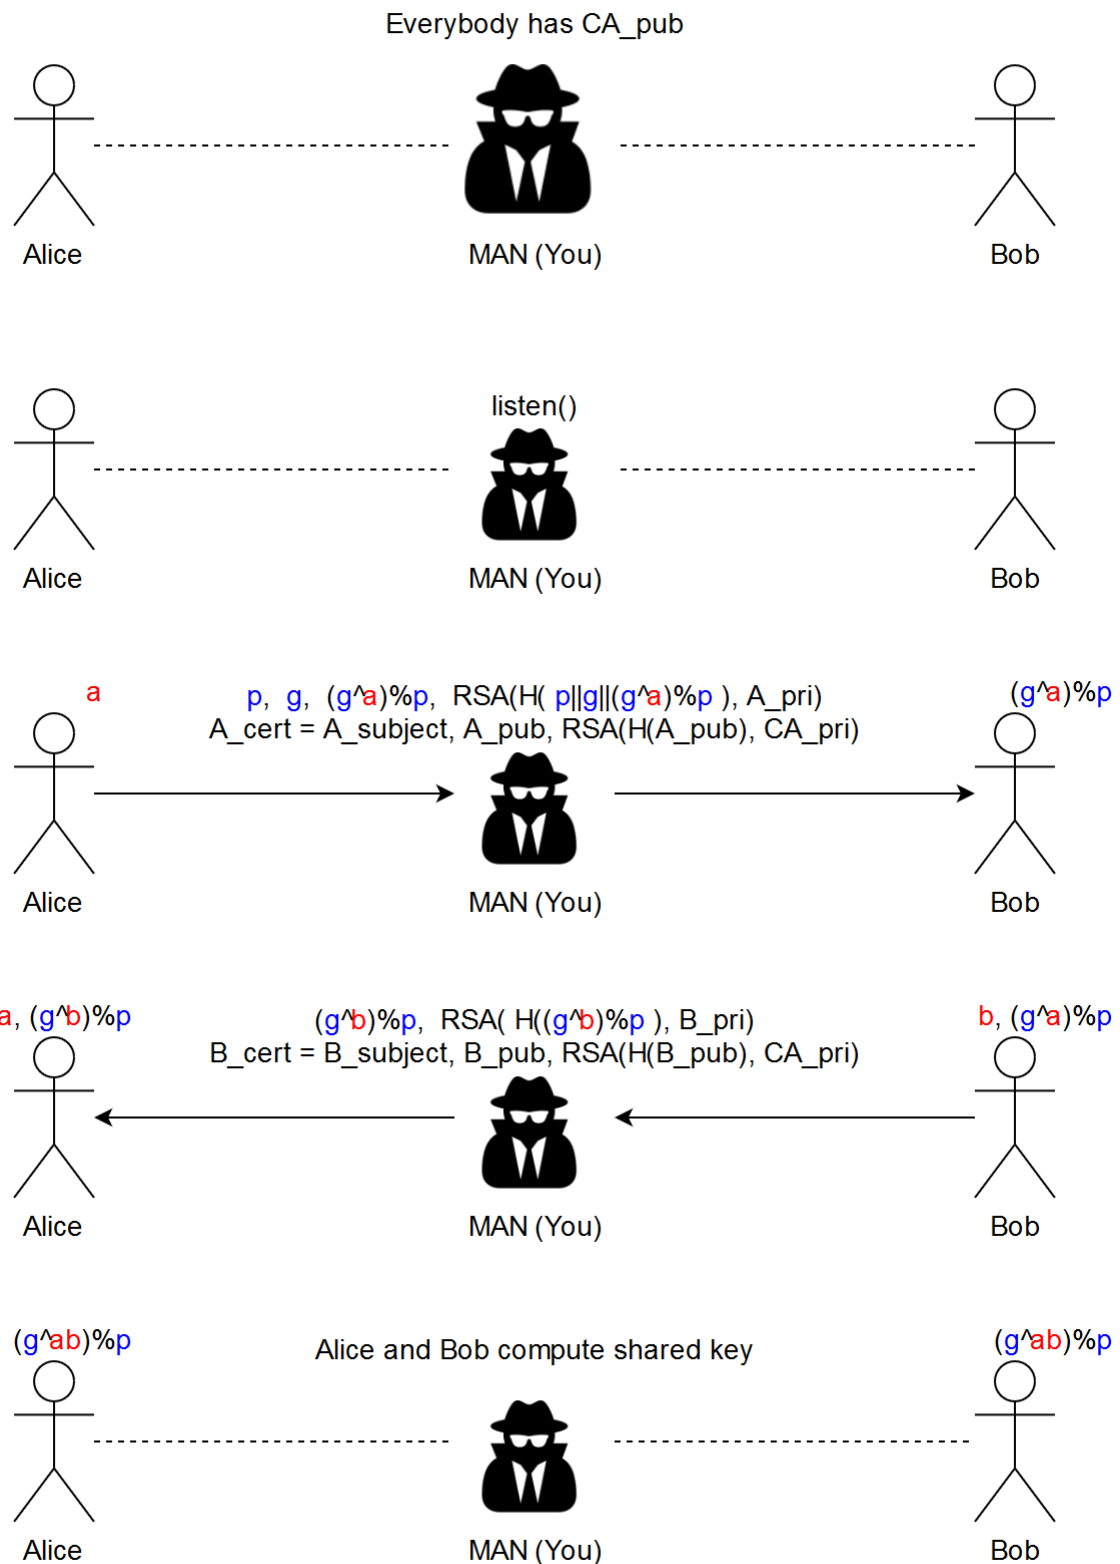 Everybody has CA_pub
Alice
MAN (You)
Bob
listen()
Alice
MAN (You)
Bob
a
p, g, (g^a)%p, RSA(H( p||g||(g^a)%p ), A_pri)
(g^a)%p
A_cert = A_subject, A_pub, RSA(H(A_pub), CA_pri)
Alice
MAN (You)
Bob
a, (g^b)%p
(g^b)%p, RSA( H((g^b)%p ), B_pri)
b, (g^a)%p
B_cert = B_subject, B_pub, RSA(H(B_pub), CA_pri)
Alice
MAN (You)
Bob
(g^ab)%p
Alice and Bob compute shared key
(g^ab)%p
Alice
MAN (You)
Bob